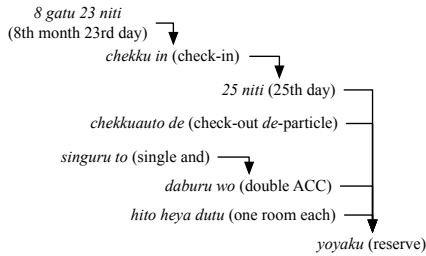 8 gatu 23 niti
(8th month 23rd day)
chekku in (check-in)
25 niti (25th day)
chekkuauto de (check-out de-particle)
singuru to (single and)
daburu wo (double ACC)
hito heya dutu (one room each)
yoyaku (reserve)